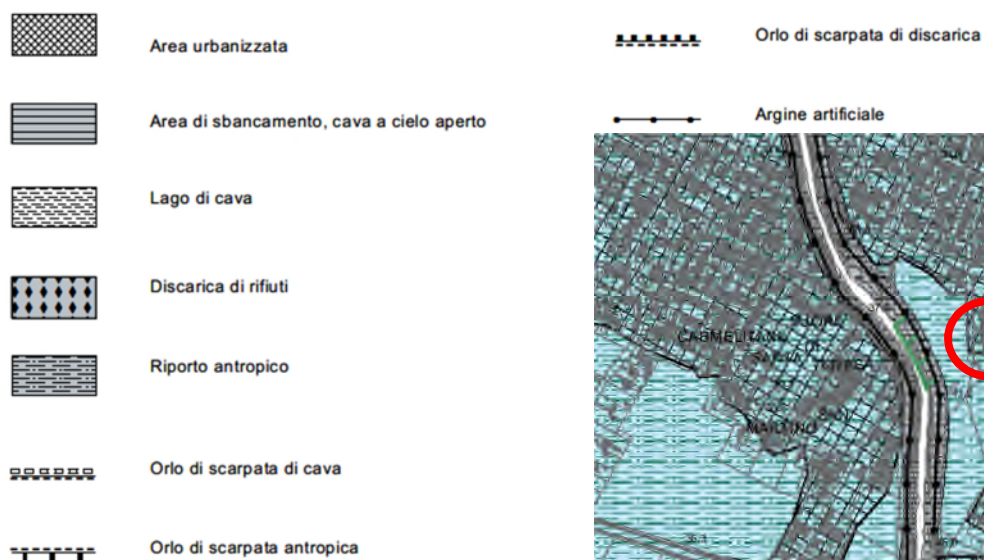 Area urbanizzata
Area di sbancamento, cava a cielo aperto
Lago di cava
Discarica di rifiuti
Riporto antropico
Orlo di scarpata di cava
Orlo di scarpata antropica
Orlo di scarpata di discarica
Argine artificiale